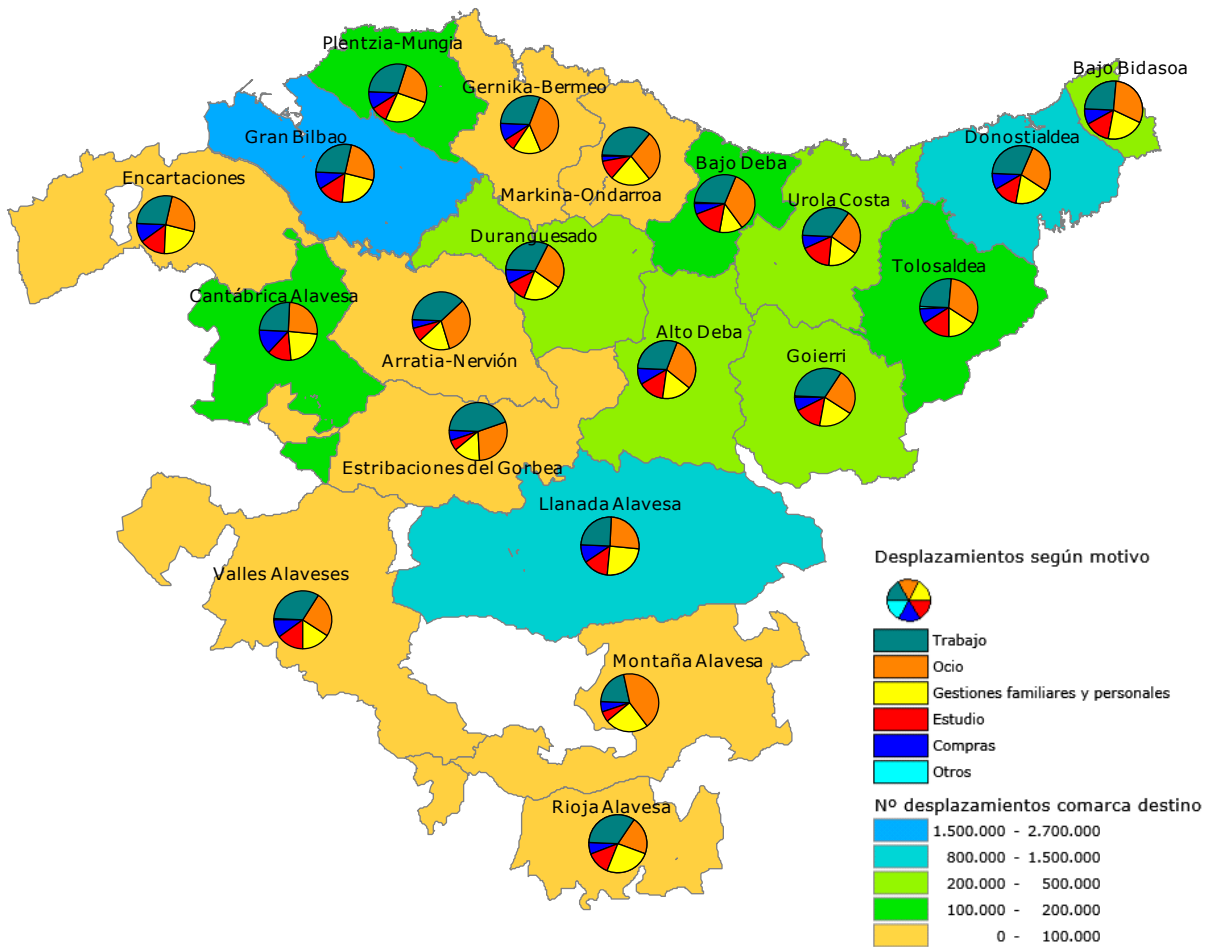 Plentzia-Mungia
Bajo Bidasoa
Gernika-Bermeo
Gran Bilbao
Donostialdea
Bajo Deba
Encartaciones
Markina-Ondarroa
Urola Costa
Duranguesado
Tolosaldea
Cantábrica Alavesa
Alto Deba
Arratia-Nervión
Goierri
Estribaciones del Gorbea
Llanada Alavesa
Valles Alaveses
Montaña Alavesa
Rioja Alavesa
Desplazamientos según motivo
Trabajo
Ocio
Gestiones familiares y personales
Estudio
Compras
Otros
Nº desplazamientos comarca destino
1.500.000 - 2.700.000
800.000 - 1.500.000
200.000 - 500.000
100.000 - 200.000
0 - 100.000